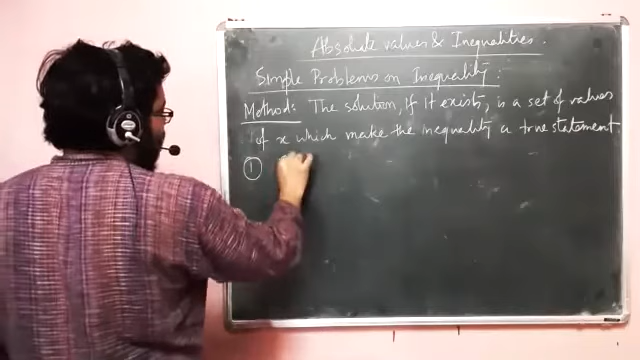 Absolute values & Inequalities.
Simple Problems on Inequality:
Method: The solution, if it exists, is a set of values
of x which make the inequality a true statement.
1